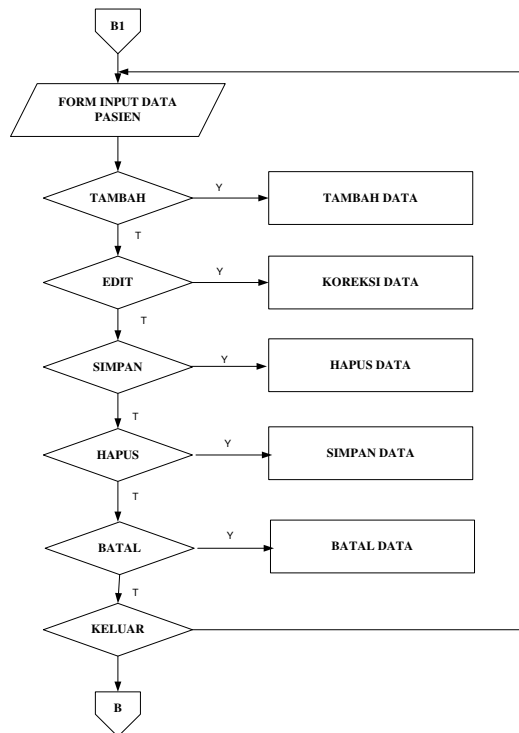 B1
FORM INPUT DATA
PASIEN
TAMBAH
Y
TAMBAH DATA
T
EDIT
Y
KOREKSI DATA
T
SIMPAN
Y
HAPUS DATA
T
HAPUS
Y
SIMPAN DATA
T
BATAL
Y
BATAL DATA
T
KELUAR
B